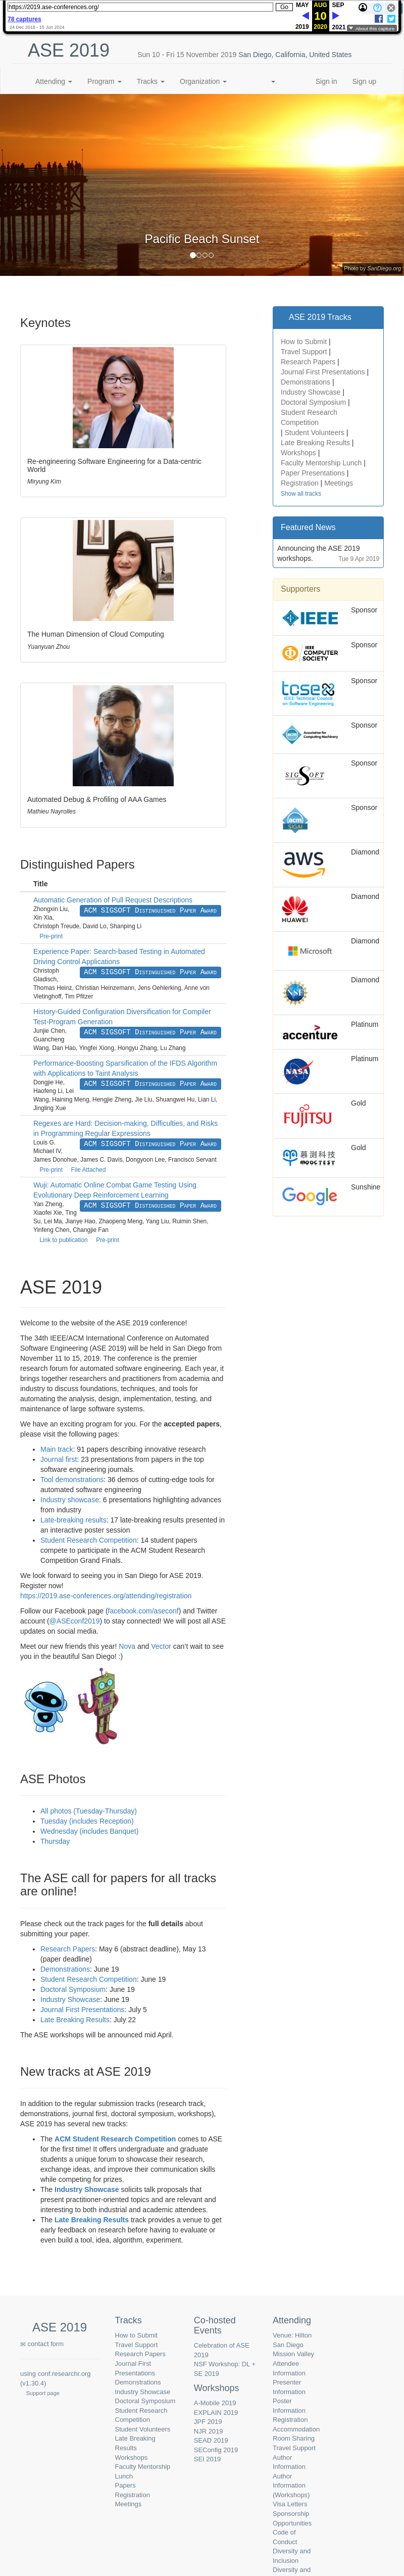 https://2019.ase-conferences.org/
Go
MAY AUG SEP
10
2019 2020 2021
78 captures
24 Dec 2018 - 15 Jun 2024
About this capture
ASE 2019
Sun 10 - Fri 15 November 2019 San Diego, California, United States
Attending
Program
Tracks
Organization
Sign in
Sign up
Pacific Beach Sunset
Photo by SanDiego.org
Keynotes
Re-engineering Software Engineering for a Data-centric
World
Miryung Kim
The Human Dimension of Cloud Computing
Yuanyuan Zhou
Automated Debug & Profiling of AAA Games
Mathieu Nayrolles
Distinguished Papers
Title
Automatic Generation of Pull Request Descriptions
ACM SIGSOFT Distinguished Paper Award
Zhongxin Liu,
Xin Xia,
Christoph Treude, David Lo, Shanping Li
Pre-print
Experience Paper: Search-based Testing in Automated
Driving Control Applications
ACM SIGSOFT Distinguished Paper Award
Christoph
Gladisch,
Thomas Heinz, Christian Heinzemann, Jens Oehlerking, Anne von
Vietinghoff, Tim Pfitzer
History-Guided Configuration Diversification for Compiler
Test-Program Generation
ACM SIGSOFT Distinguished Paper Award
Junjie Chen,
Guancheng
Wang, Dan Hao, Yingfei Xiong, Hongyu Zhang, Lu Zhang
Performance-Boosting Sparsification of the IFDS Algorithm
with Applications to Taint Analysis
ACM SIGSOFT Distinguished Paper Award
Dongjie He,
Haofeng Li, Lei
Wang, Haining Meng, Hengjie Zheng, Jie Liu, Shuangwei Hu, Lian Li,
Jingling Xue
Regexes are Hard: Decision-making, Difficulties, and Risks
in Programming Regular Expressions
ACM SIGSOFT Distinguished Paper Award
Louis G.
Michael IV,
James Donohue, James C. Davis, Dongyoon Lee, Francisco Servant
Pre-print File Attached
Wuji: Automatic Online Combat Game Testing Using
Evolutionary Deep Reinforcement Learning
ACM SIGSOFT Distinguished Paper Award
Yan Zheng,
Xiaofei Xie, Ting
Su, Lei Ma, Jianye Hao, Zhaopeng Meng, Yang Liu, Ruimin Shen,
Yinfeng Chen, Changjie Fan
Link to publication Pre-print
ASE 2019
Welcome to the website of the ASE 2019 conference!
The 34th IEEE/ACM International Conference on Automated
Software Engineering (ASE 2019) will be held in San Diego from
November 11 to 15, 2019. The conference is the premier
research forum for automated software engineering. Each year, it
brings together researchers and practitioners from academia and
industry to discuss foundations, techniques, and tools for
automating the analysis, design, implementation, testing, and
maintenance of large software systems.
We have an exciting program for you. For the accepted papers,
please visit the following pages:
Main track: 91 papers describing innovative research
Journal first: 23 presentations from papers in the top
software engineering journals.
Tool demonstrations: 36 demos of cutting-edge tools for
automated software engineering
Industry showcase: 6 presentations highlighting advances
from industry
Late-breaking results: 17 late-breaking results presented in
an interactive poster session
Student Research Competition: 14 student papers
compete to participate in the ACM Student Research
Competition Grand Finals.
We look forward to seeing you in San Diego for ASE 2019.
Register now!
https://2019.ase-conferences.org/attending/registration
Follow our Facebook page (facebook.com/aseconf) and Twitter
account (@ASEconf2019) to stay connected! We will post all ASE
updates on social media.
Meet our new friends this year! Nova and Vector can't wait to see
you in the beautiful San Diego! :)
ASE Photos
All photos (Tuesday-Thursday)
Tuesday (includes Reception)
Wednesday (includes Banquet)
Thursday
The ASE call for papers for all tracks
are online!
Please check out the track pages for the full details about
submitting your paper.
Research Papers: May 6 (abstract deadline), May 13
(paper deadline)
Demonstrations: June 19
Student Research Competition: June 19
Doctoral Symposium: June 19
Industry Showcase: June 19
Journal First Presentations: July 5
Late Breaking Results: July 22
The ASE workshops will be announced mid April.
New tracks at ASE 2019
In addition to the regular submission tracks (research track,
demonstrations, journal first, doctoral symposium, workshops),
ASE 2019 has several new tracks:
The ACM Student Research Competition comes to ASE
for the first time! It offers undergraduate and graduate
students a unique forum to showcase their research,
exchange ideas, and improve their communication skills
while competing for prizes.
The Industry Showcase solicits talk proposals that
present practitioner-oriented topics and are relevant and
interesting to both industrial and academic attendees.
The Late Breaking Results track provides a venue to get
early feedback on research before having to evaluate or
even build a tool, idea, algorithm, experiment.
ASE 2019 Tracks
How to Submit |
Travel Support |
Research Papers |
Journal First Presentations |
Demonstrations |
Industry Showcase |
Doctoral Symposium |
Student Research
Competition
| Student Volunteers |
Late Breaking Results |
Workshops |
Faculty Mentorship Lunch |
Paper Presentations |
Registration | Meetings
Show all tracks
Featured News
Announcing the ASE 2019
workshops. Tue 9 Apr 2019
Supporters
IEEE Sponsor
IEEE COMPUTER SOCIETY Sponsor
tcse Sponsor
IEEE Technical Council
on Software Engineering
acm Association for Computing Machinery Sponsor
SIGSOFT Sponsor
acm SIGAI Sponsor
aws Diamond
HUAWEI Diamond
Microsoft Diamond
NSF Diamond
accenture Platinum
NASA Platinum
FUJITSU Gold
慕测科技 MOOCTEST Gold
Google Sunshine
ASE 2019
contact form
using conf.researchr.org
(v1.30.4)
Support page
Tracks
How to Submit
Travel Support
Research Papers
Journal First
Presentations
Demonstrations
Industry Showcase
Doctoral Symposium
Student Research
Competition
Student Volunteers
Late Breaking
Results
Workshops
Faculty Mentorship
Lunch
Papers
Registration
Meetings
Co-hosted
Events
Celebration of ASE
2019
NSF Workshop: DL +
SE 2019
Workshops
A-Mobile 2019
EXPLAIN 2019
JPF 2019
NJR 2019
SEAD 2019
SEConfig 2019
SEI 2019
Attending
Venue: Hilton
San Diego
Mission Valley
Attendee
Information
Presenter
Information
Poster
Information
Registration
Accommodation
Room Sharing
Travel Support
Author
Information
Author
Information
(Workshops)
Visa Letters
Sponsorship
Opportunities
Code of
Conduct
Diversity and
Inclusion
Diversity and